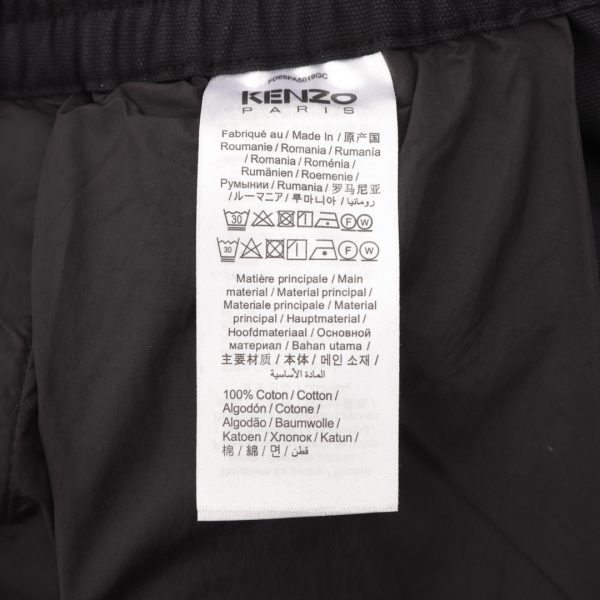 FD65PA5019GC
KENZO
PARIS
Fabriqué au / Made In / 原产国
Roumanie / Romania / Rumanía
/ Romania / Roménia /
Rumänien / Roemenie /
Румынии / Rumania / 罗马尼亚
/ルーマニア / 루마니아 / رومانيا
30 F W
30 F W
Matière principale / Main
material / Material principal /
Materiale principale / Material
principal / Hauptmaterial /
Hoofdmateriaal / Основной
материал / Bahan utama /
主要材质 / 本体 / 메인 소재 /
المادة الأساسية /
100% Coton / Cotton /
Algodón / Cotone /
Algodão / Baumwolle /
Katoen / Хлопок / Katun /
棉 / 綿 / 면 / قطن